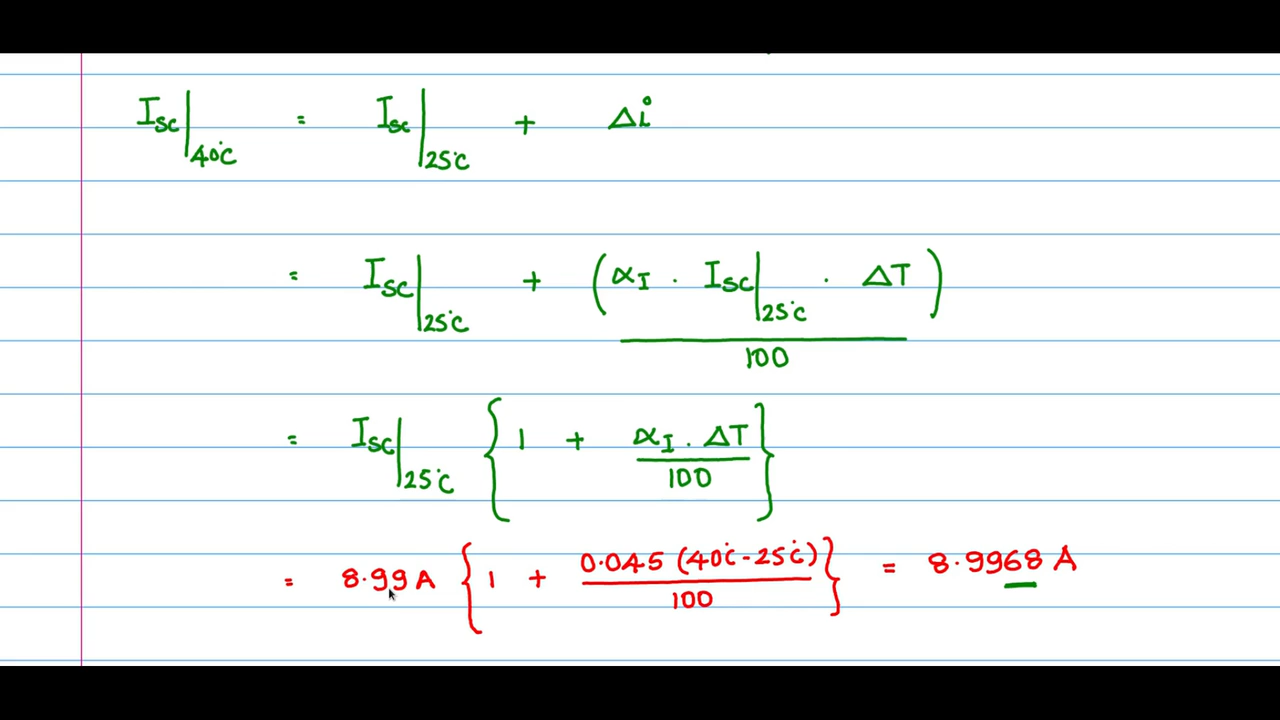 Isc|40°C = Isc|25°C + Δi
= Isc|25°C + (αI · Isc|25°C · ΔT)
100
= Isc|25°C { 1 + αI · ΔT }
100
= 8.99 A { 1 + 0.045 (40°C - 25°C) } = 8.9968 A
100